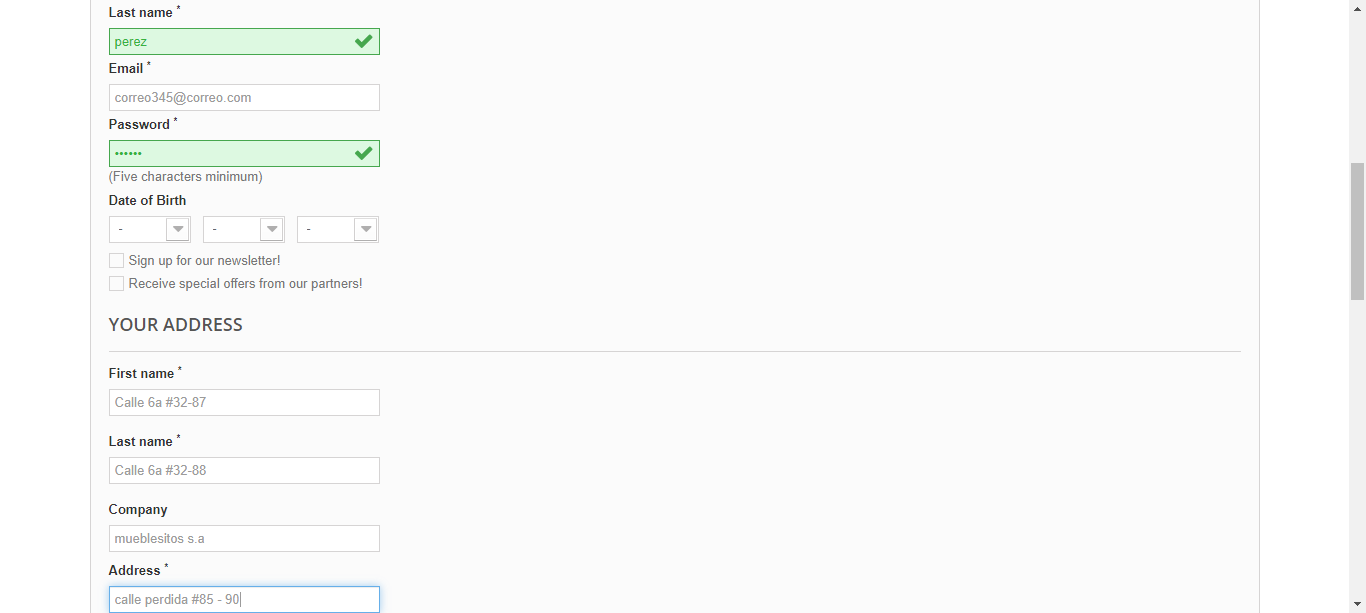 Last name *
perez
Email *
correo345@correo.com
Password *
••••••
(Five characters minimum)
Date of Birth
- - -
Sign up for our newsletter!
Receive special offers from our partners!
YOUR ADDRESS
First name *
Calle 6a #32-87
Last name *
Calle 6a #32-88
Company
mueblesitos s.a
Address *
calle perdida #85 - 90